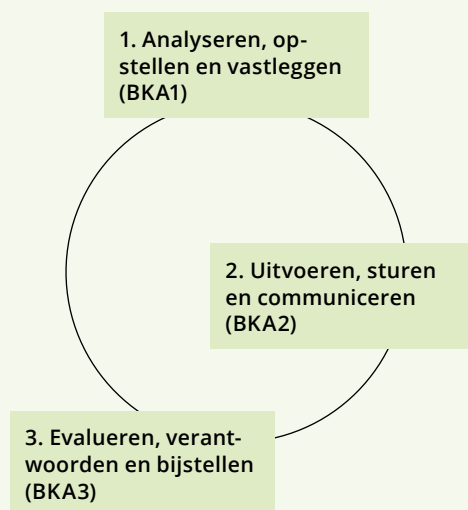 1. Analyseren, op-
stellen en vastleggen
(BKA1)
2. Uitvoeren, sturen
en communiceren
(BKA2)
3. Evalueren, verant-
woorden en bijstellen
(BKA3)